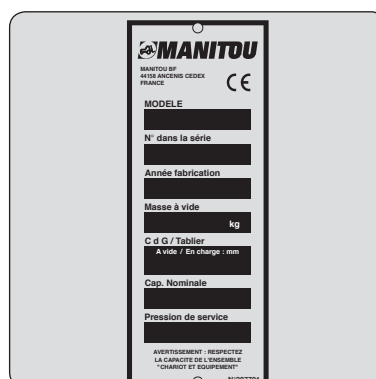 MANITOU
MANITOU BF
44158 ANCENIS CEDEX
FRANCE
CE
MODELE
N° dans la série
Année fabrication
Masse à vide
kg
C d G / Tablier
A vide / En charge : mm
Cap. Nominale
Pression de service
AVERTISSEMENT : RESPECTEZ
LA CAPACITE DE L'ENSEMBLE
"CHARIOT ET EQUIPEMENT"